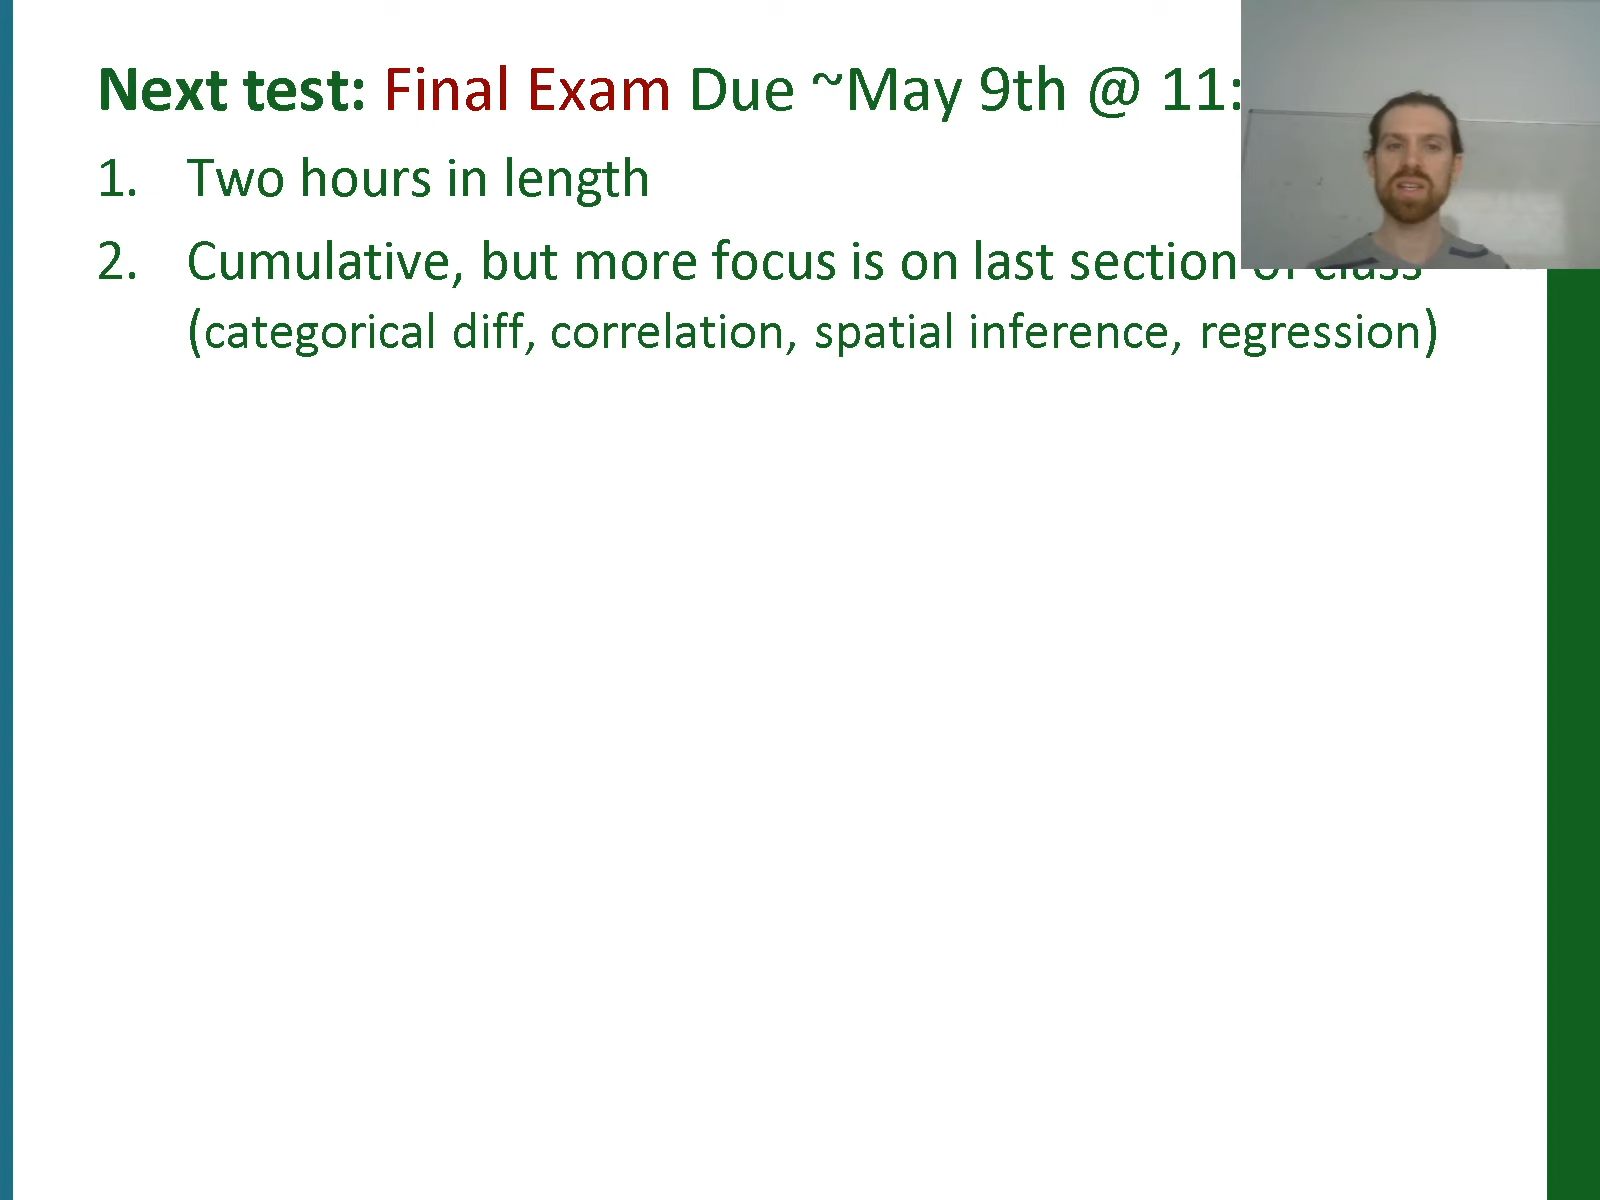 Next test: Final Exam Due ~May 9th @ 11:
1. Two hours in length
2. Cumulative, but more focus is on last section of class
(categorical diff, correlation, spatial inference, regression)